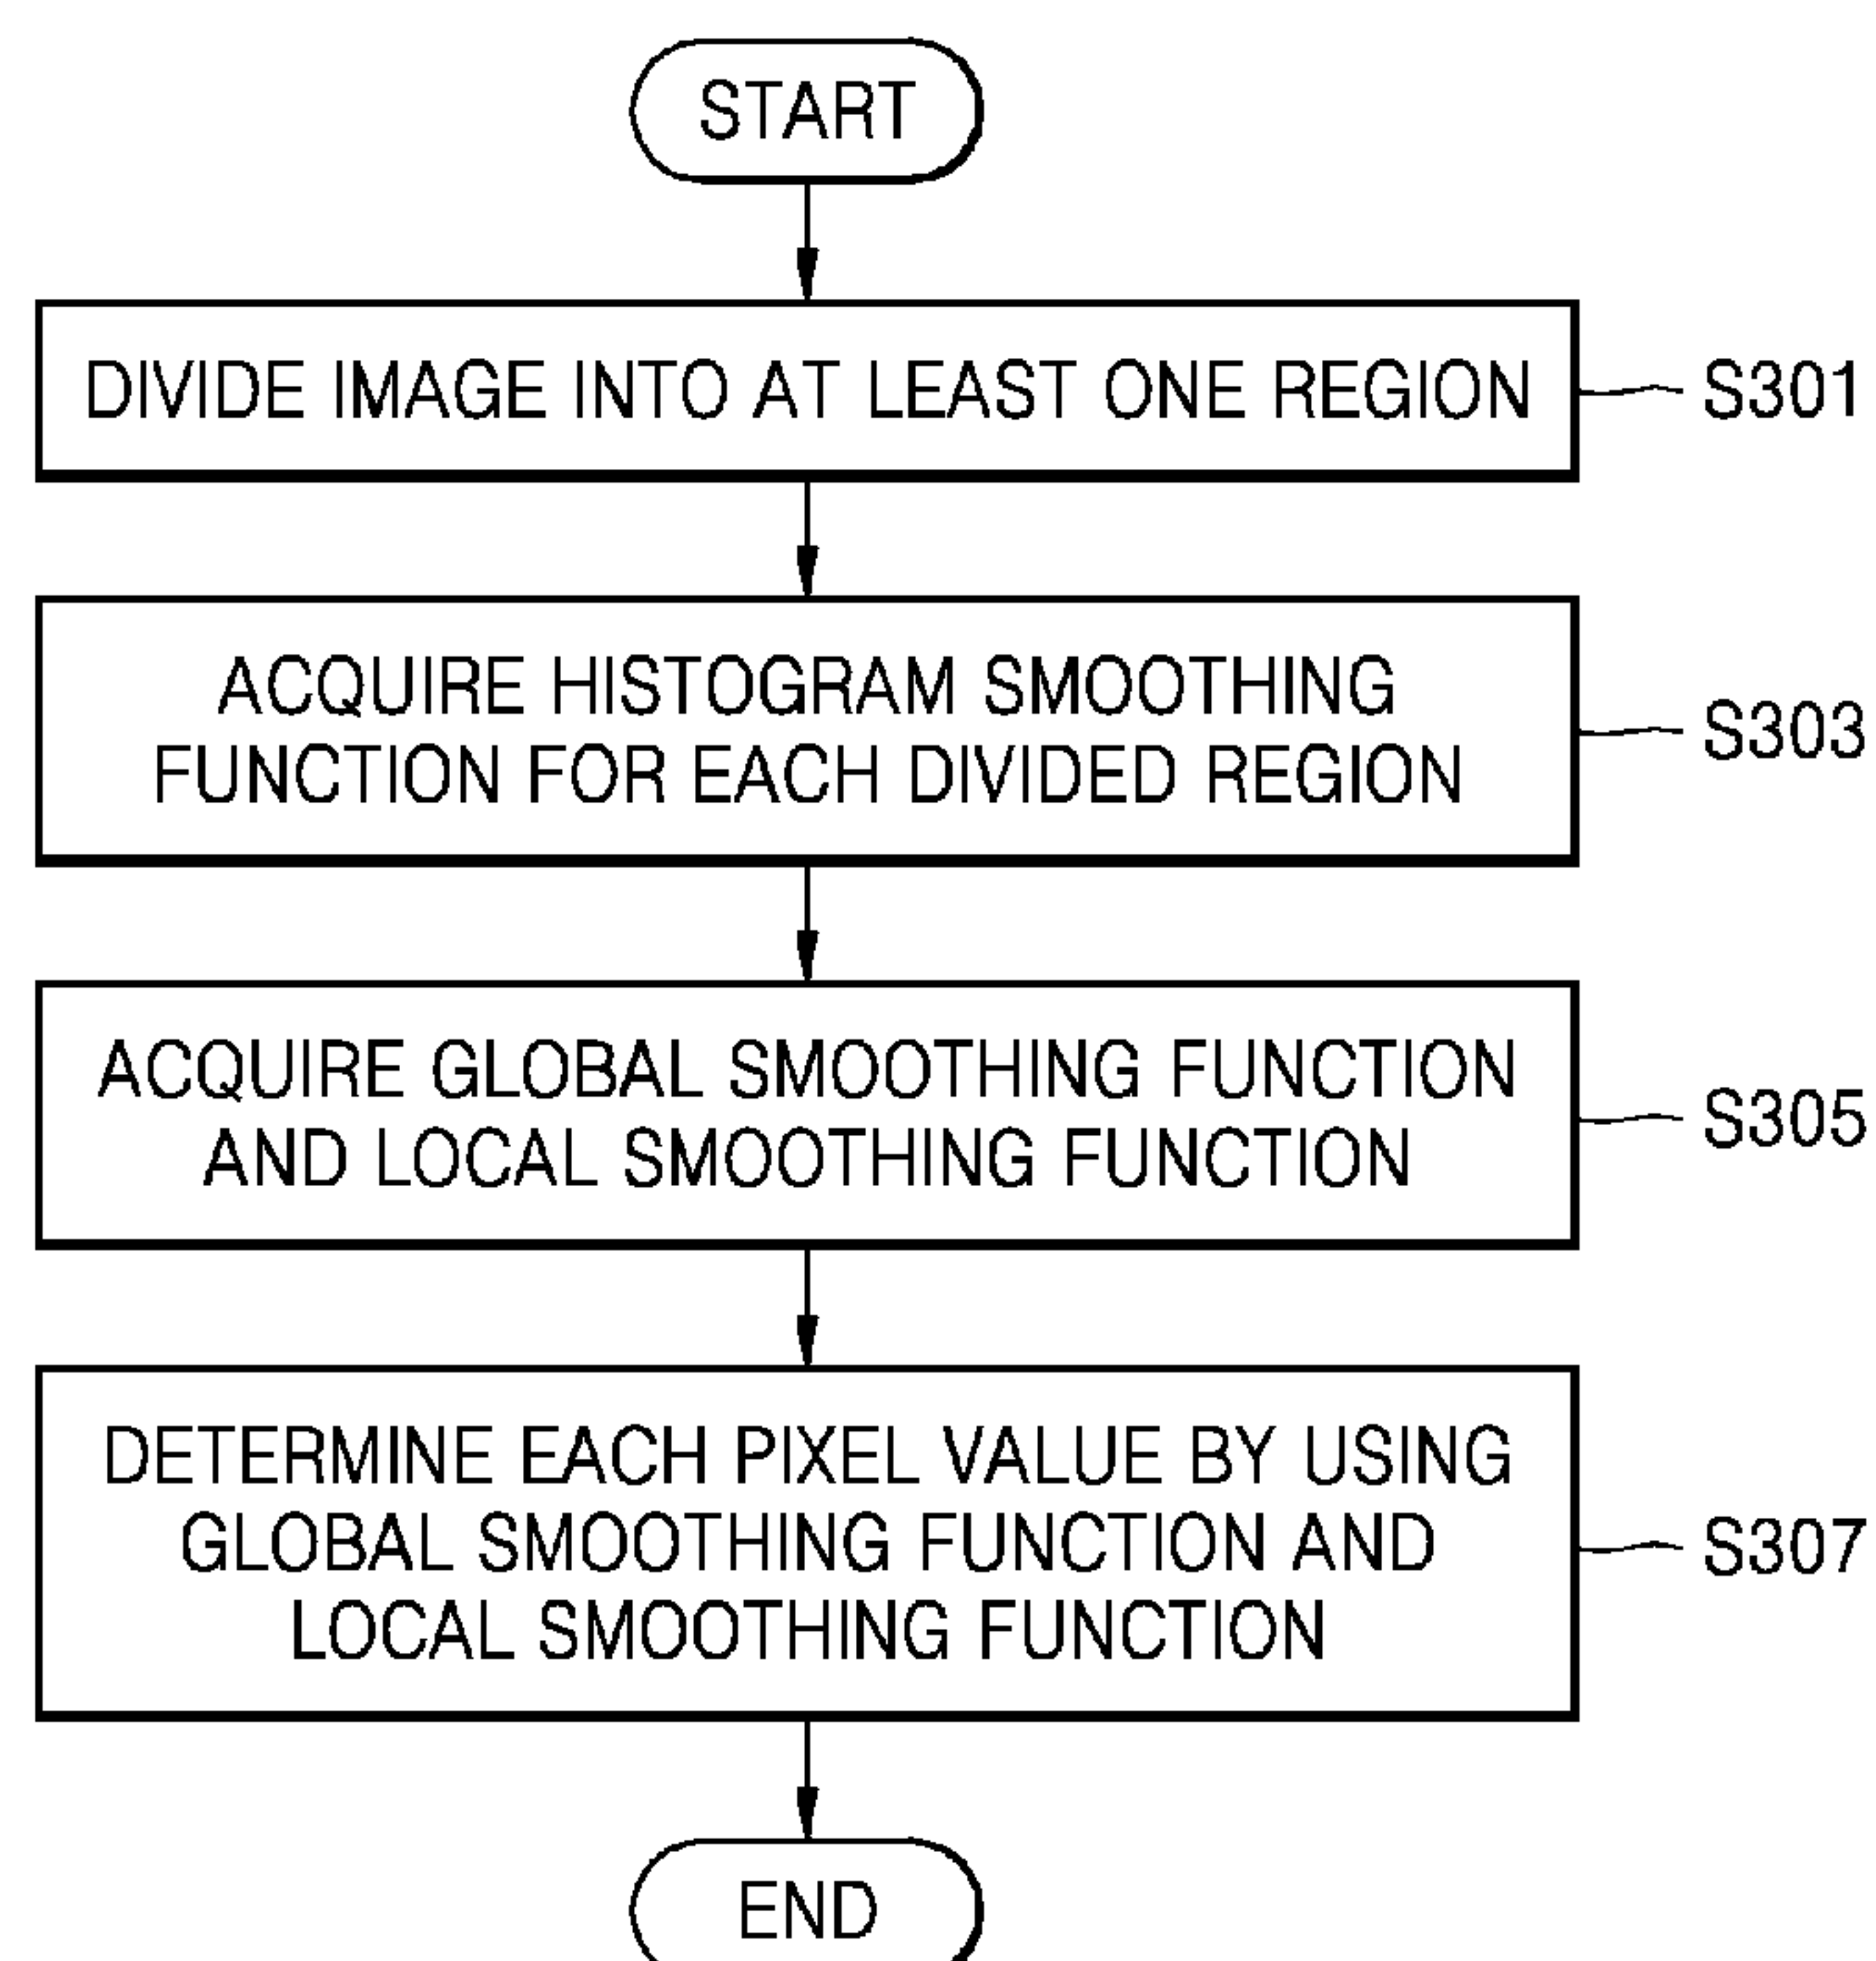 START
DIVIDE IMAGE INTO AT LEAST ONE REGION
S301
ACQUIRE HISTOGRAM SMOOTHING
FUNCTION FOR EACH DIVIDED REGION
S303
ACQUIRE GLOBAL SMOOTHING FUNCTION
AND LOCAL SMOOTHING FUNCTION
S305
DETERMINE EACH PIXEL VALUE BY USING
GLOBAL SMOOTHING FUNCTION AND
LOCAL SMOOTHING FUNCTION
S307
END